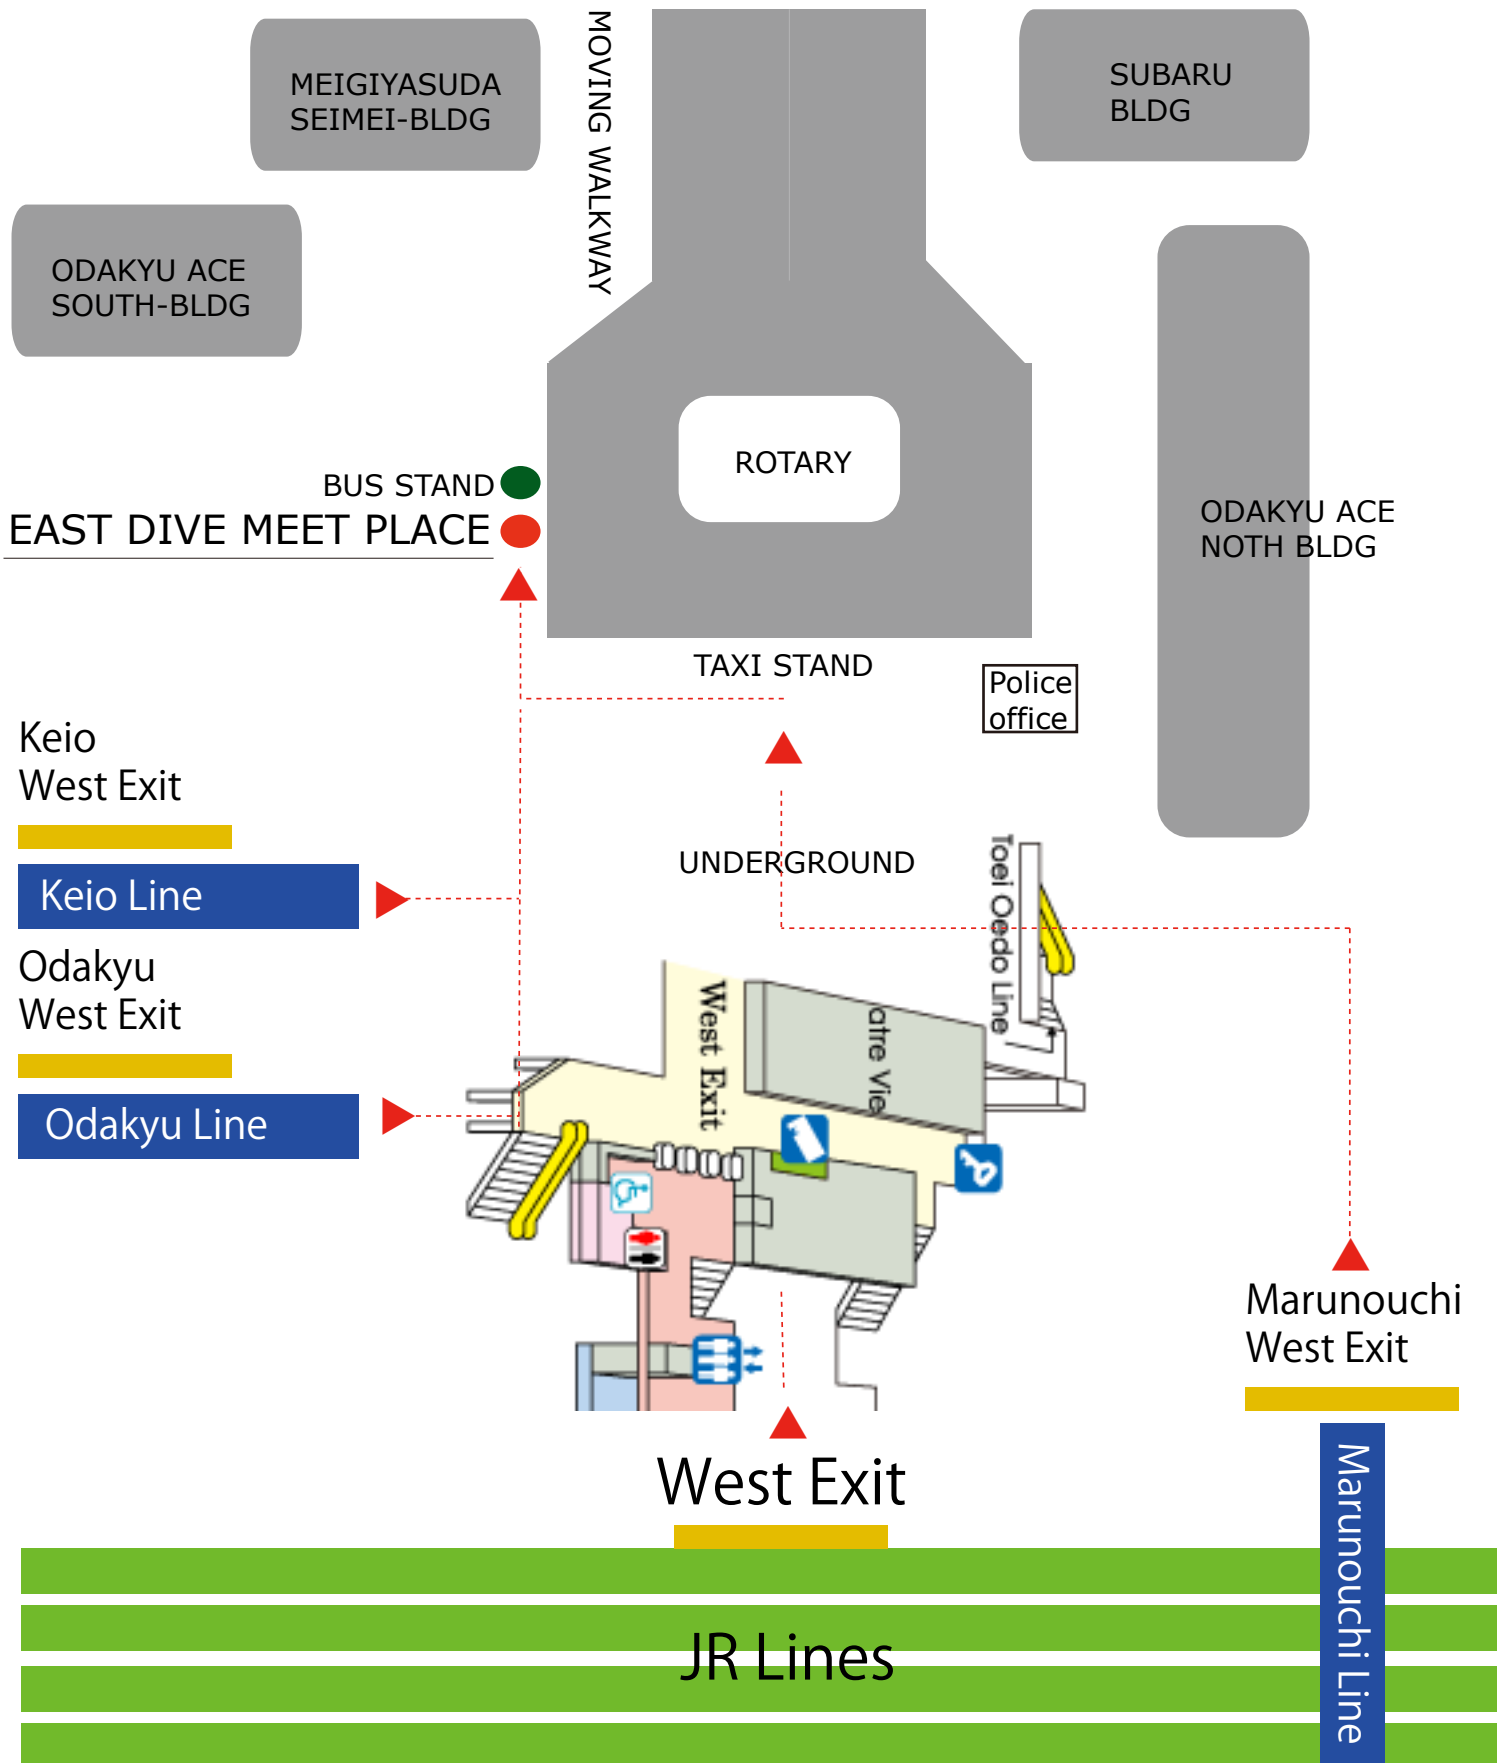 MEIGIYASUDA
SEIMEI-BLDG
MOVING WALKWAY
SUBARU
BLDG
ODAKYU ACE
SOUTH-BLDG
ROTARY
BUS STAND
EAST DIVE MEET PLACE
ODAKYU ACE
NOTH BLDG
TAXI STAND
Police
office
Keio
West Exit
Keio Line
UNDERGROUND
Toei Oedo Line
Odakyu
West Exit
Odakyu Line
West Exit
atre Vie
Marunouchi
West Exit
West Exit
Marunouchi Line
JR Lines